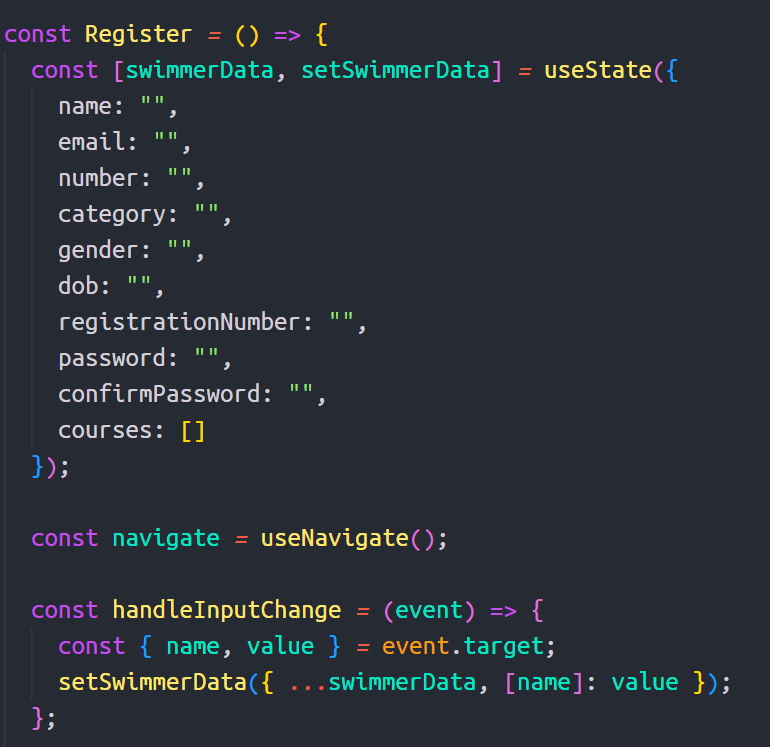 const Register = () => {
const [swimmerData, setSwimmerData] = useState({
name: "",
email: "",
number: "",
category: "",
gender: "",
dob: "",
registrationNumber: "",
password: "",
confirmPassword: "",
courses: []
});
const navigate = useNavigate();
const handleInputChange = (event) => {
const { name, value } = event.target;
setSwimmerData({ ...swimmerData, [name]: value });
};